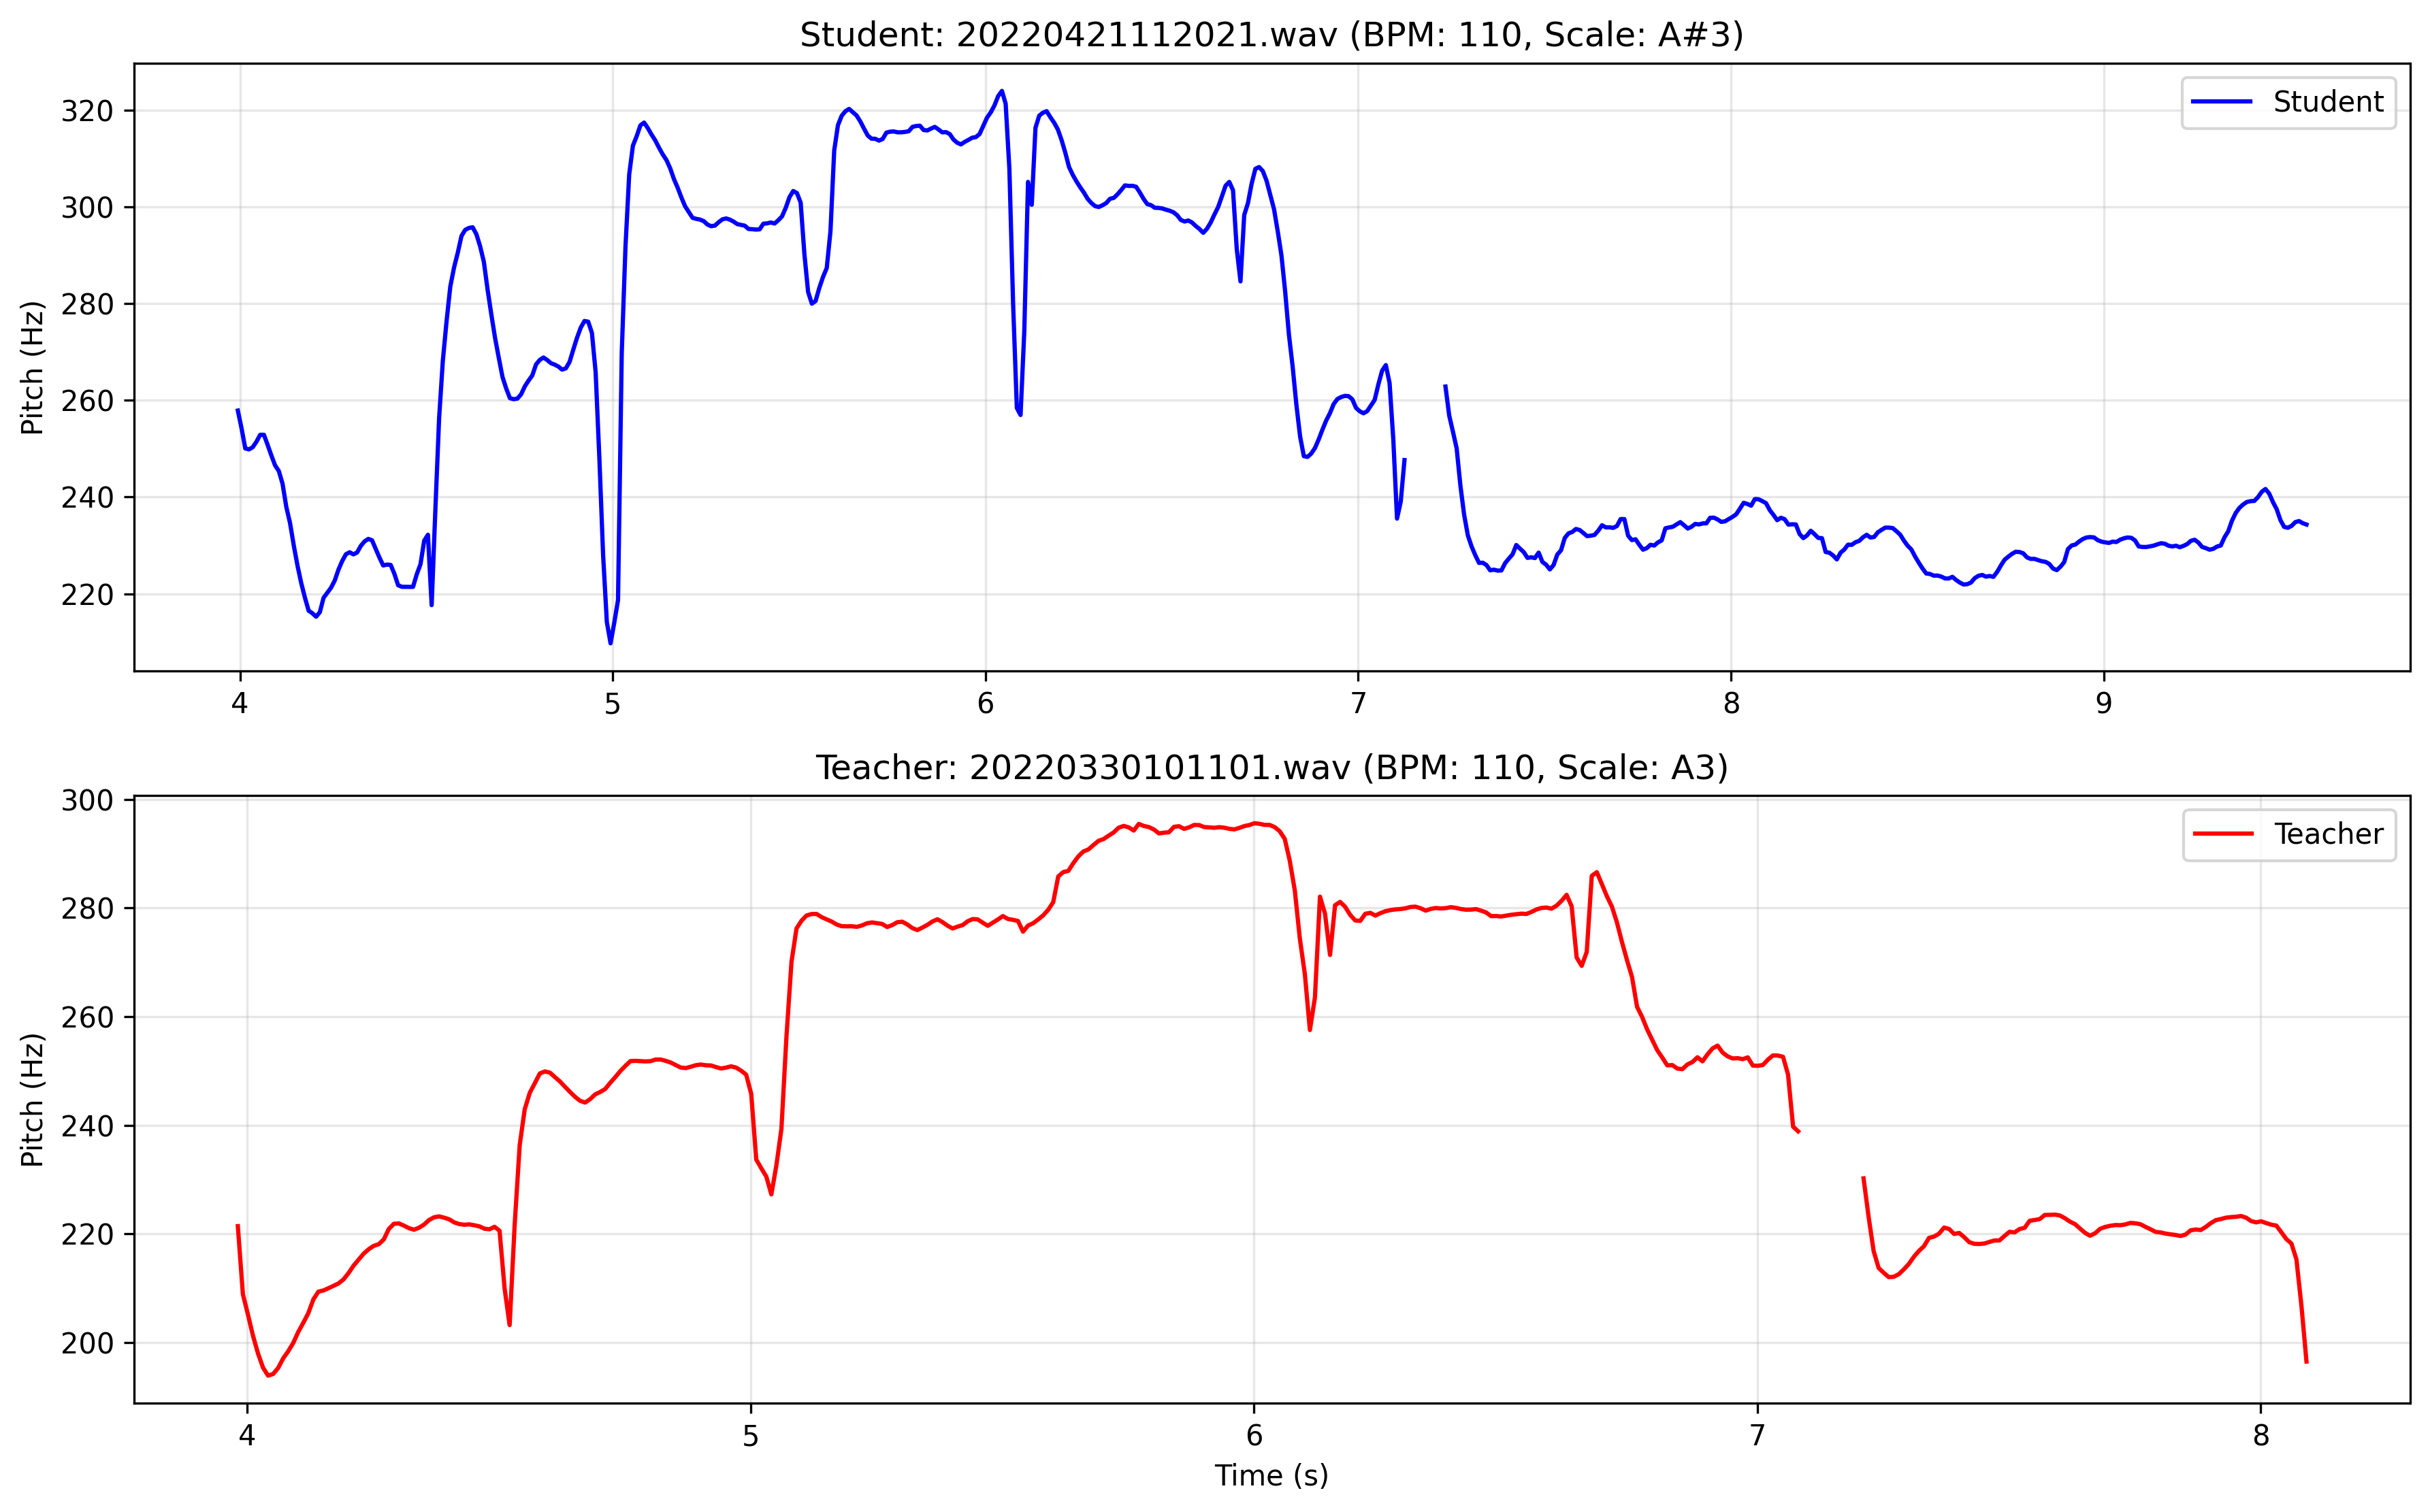 Student: 20220421112021.wav (BPM: 110, Scale: A#3)
Student
Pitch (Hz)
320
300
280
260
240
220
4 5 6 7 8 9
Teacher: 20220330101101.wav (BPM: 110, Scale: A3)
Teacher
Pitch (Hz)
300
280
260
240
220
200
4 5 6 7 8
Time (s)